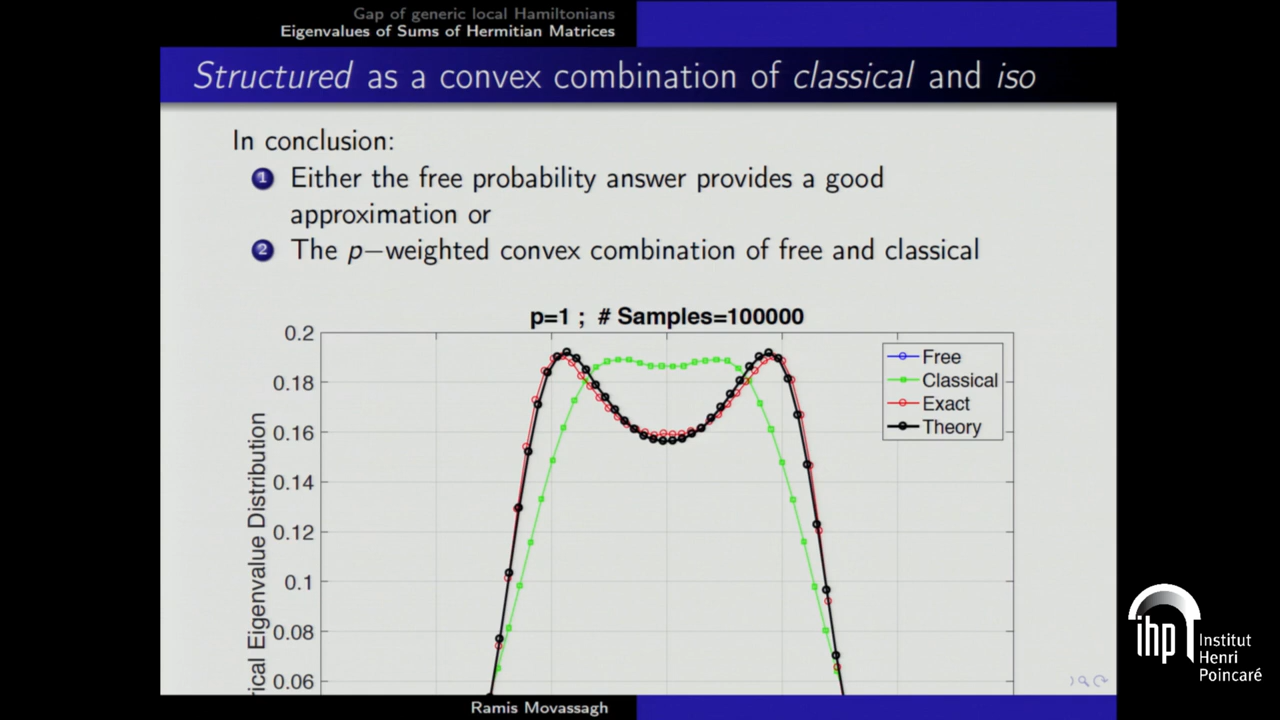 Gap of generic local Hamiltonians
Eigenvalues of Sums of Hermitian Matrices
Structured as a convex combination of classical and iso
In conclusion:
1 Either the free probability answer provides a good
approximation or
2 The p−weighted convex combination of free and classical
p=1 ; # Samples=100000
0.2
0.18
0.16
0.14
0.12
0.1
0.08
0.06
rical Eigenvalue Distribution
Free
Classical
Exact
Theory
Ramis Movassagh
ihp
Institut
Henri
Poincaré